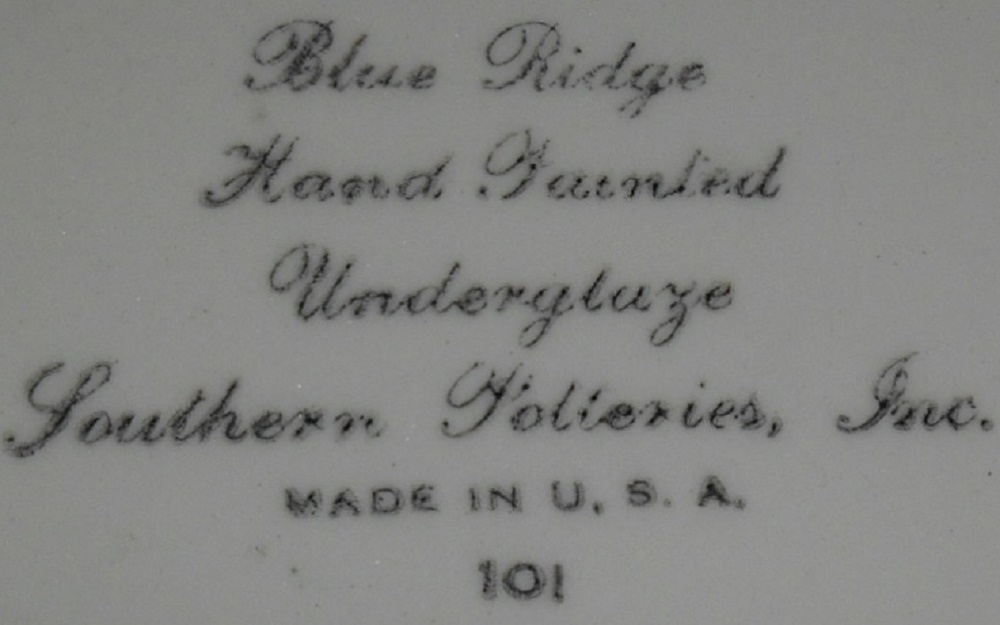 Blue Ridge
Hand Painted
Underglaze
Southern Potteries, Inc.
MADE IN U. S. A.
101